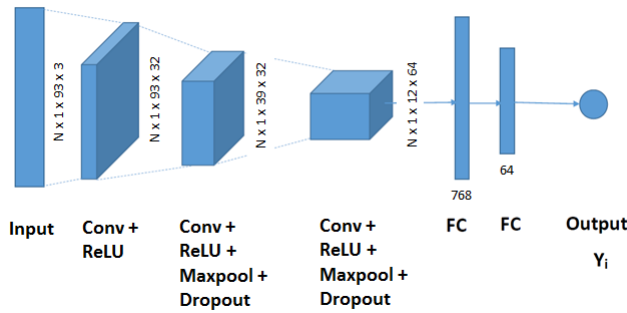 N x 1 x 93 x 3
N x 1 x 93 x 32
N x 1 x 39 x 32
N x 1 x 12 x 64
768
64
Input
Conv +
ReLU
Conv +
ReLU +
Maxpool +
Dropout
Conv +
ReLU +
Maxpool +
Dropout
FC
FC
Output
Yi